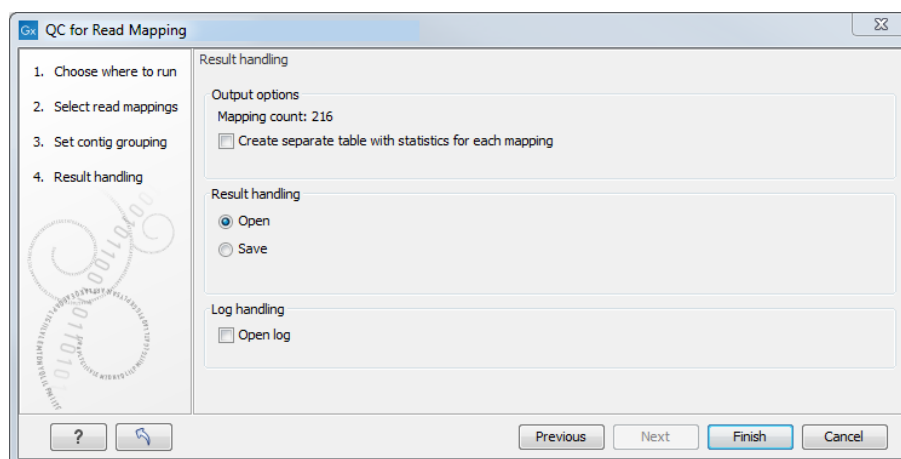 Gx QC for Read Mapping
1. Choose where to run
2. Select read mappings
3. Set contig grouping
4. Result handling
Result handling
Output options
Mapping count: 216
Create separate table with statistics for each mapping
Result handling
Open
Save
Log handling
Open log
?
Previous
Next
Finish
Cancel